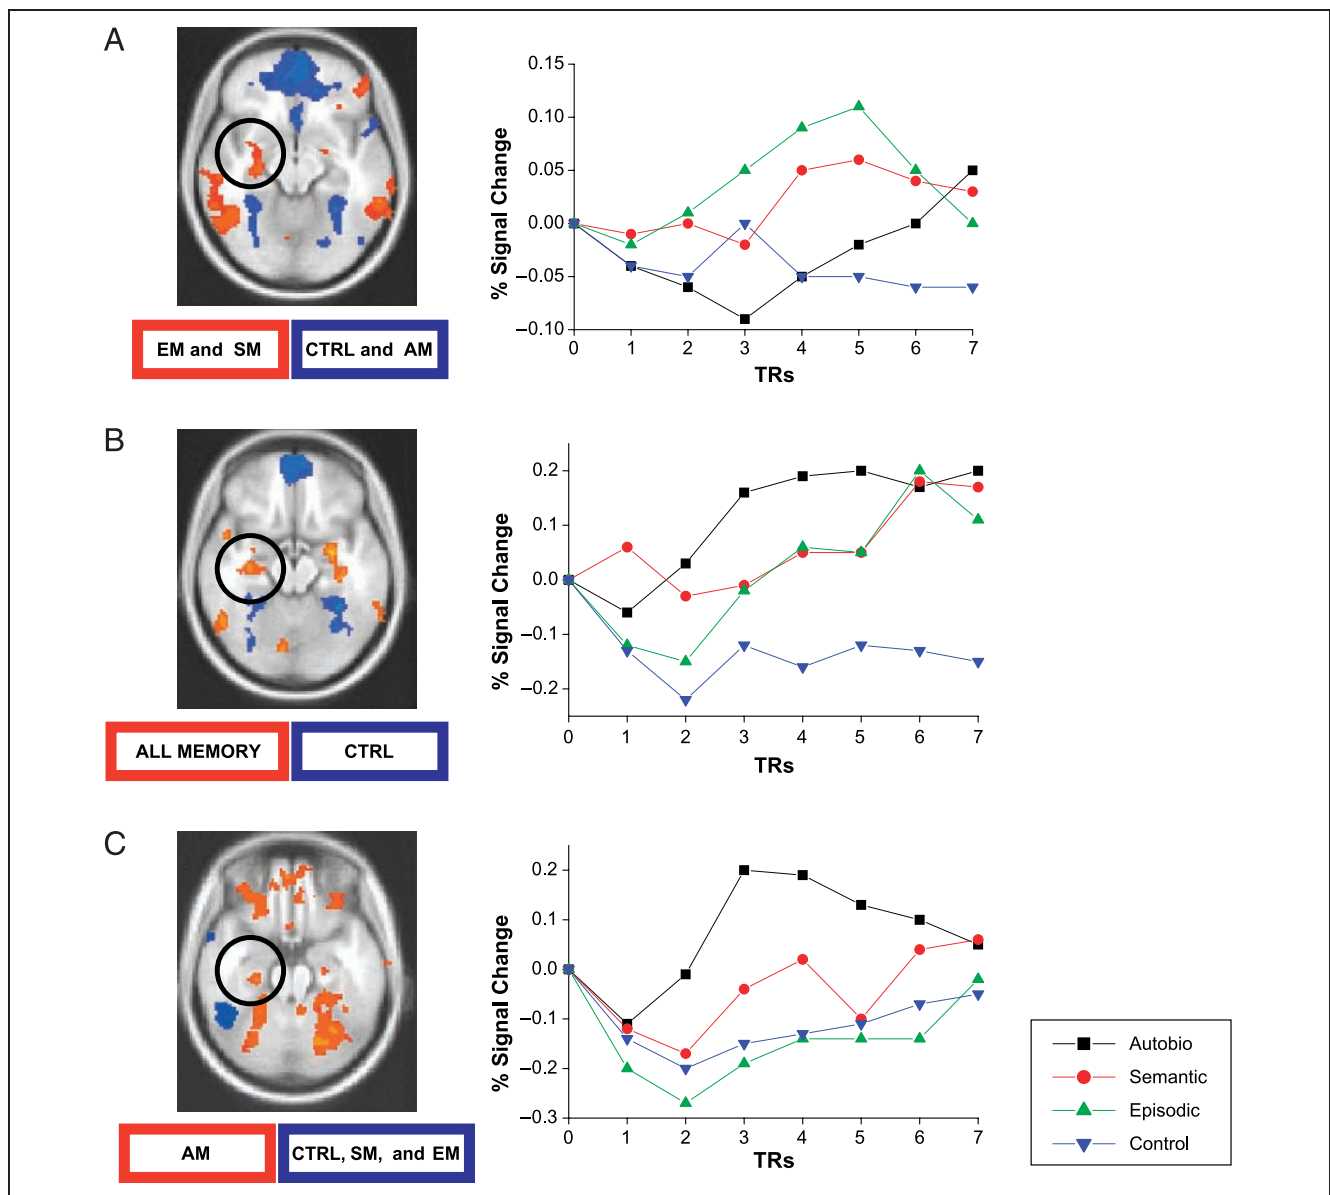 A
0.15
0.10
0.05
0.00
–0.05
–0.10
% Signal Change
0 1 2 3 4 5 6 7
TRs
EM and SM CTRL and AM
B
0.2
0.1
0.0
–0.1
–0.2
% Signal Change
0 1 2 3 4 5 6 7
TRs
ALL MEMORY CTRL
C
0.2
0.1
0.0
–0.1
–0.2
–0.3
% Signal Change
0 1 2 3 4 5 6 7
TRs
AM CTRL, SM, and EM
Autobio
Semantic
Episodic
Control